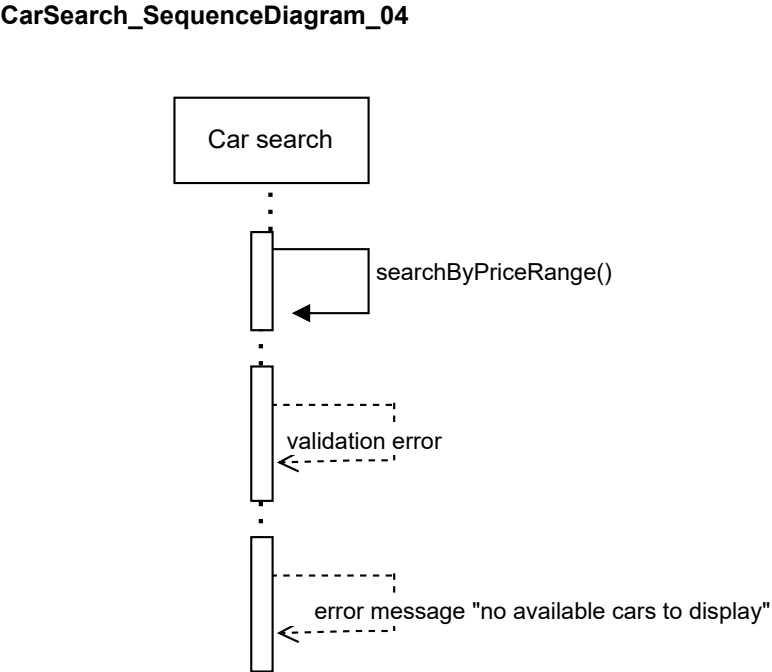 CarSearch_SequenceDiagram_04
Car search
searchByPriceRange()
validation error
error message "no available cars to display"